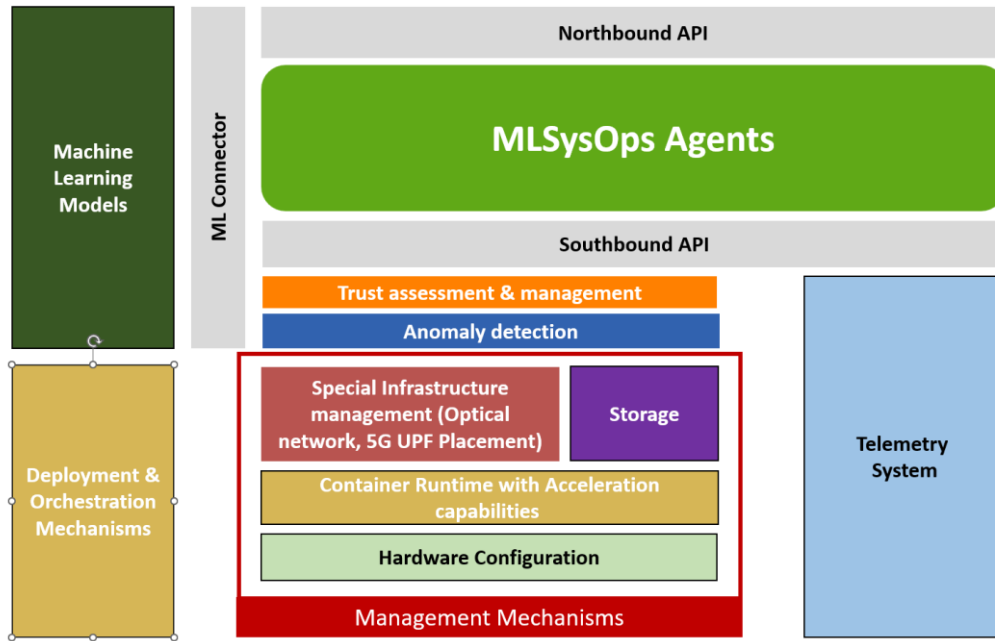 Northbound API
Machine
Learning
Models
ML Connector
MLSysOps Agents
Southbound API
Trust assessment & management
Anomaly detection
Special Infrastructure
management (Optical
network, 5G UPF Placement)
Storage
Telemetry
System
Deployment &
Orchestration
Mechanisms
Container Runtime with Acceleration
capabilities
Hardware Configuration
Management Mechanisms